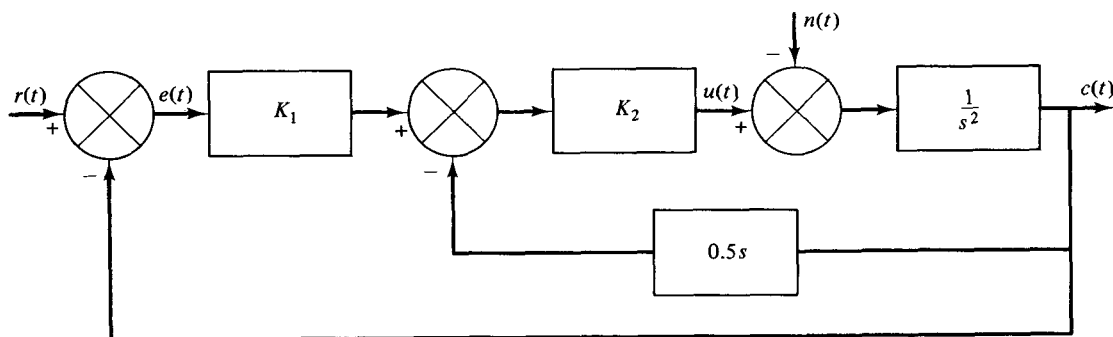 n(t)
−
r(t)
+
e(t)
K₁
+
−
K₂
u(t)
+
1
s²
c(t)
−
0.5s